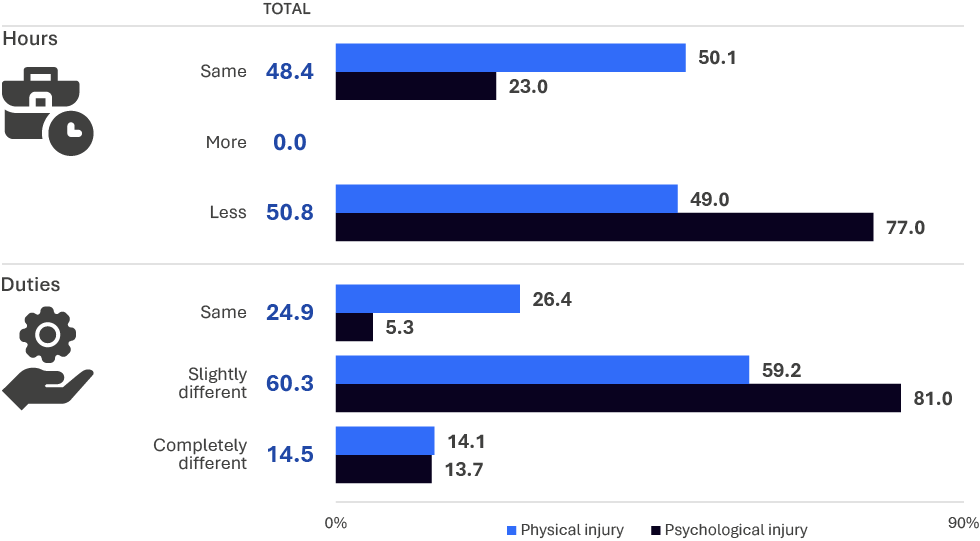 TOTAL
Hours
Same 48.4 50.1
23.0
More 0.0
Less 50.8 49.0
77.0
Duties
Same 24.9 26.4
5.3
Slightly
different 60.3 59.2
81.0
Completely
different 14.5 14.1
13.7
0% 90%
Physical injury Psychological injury